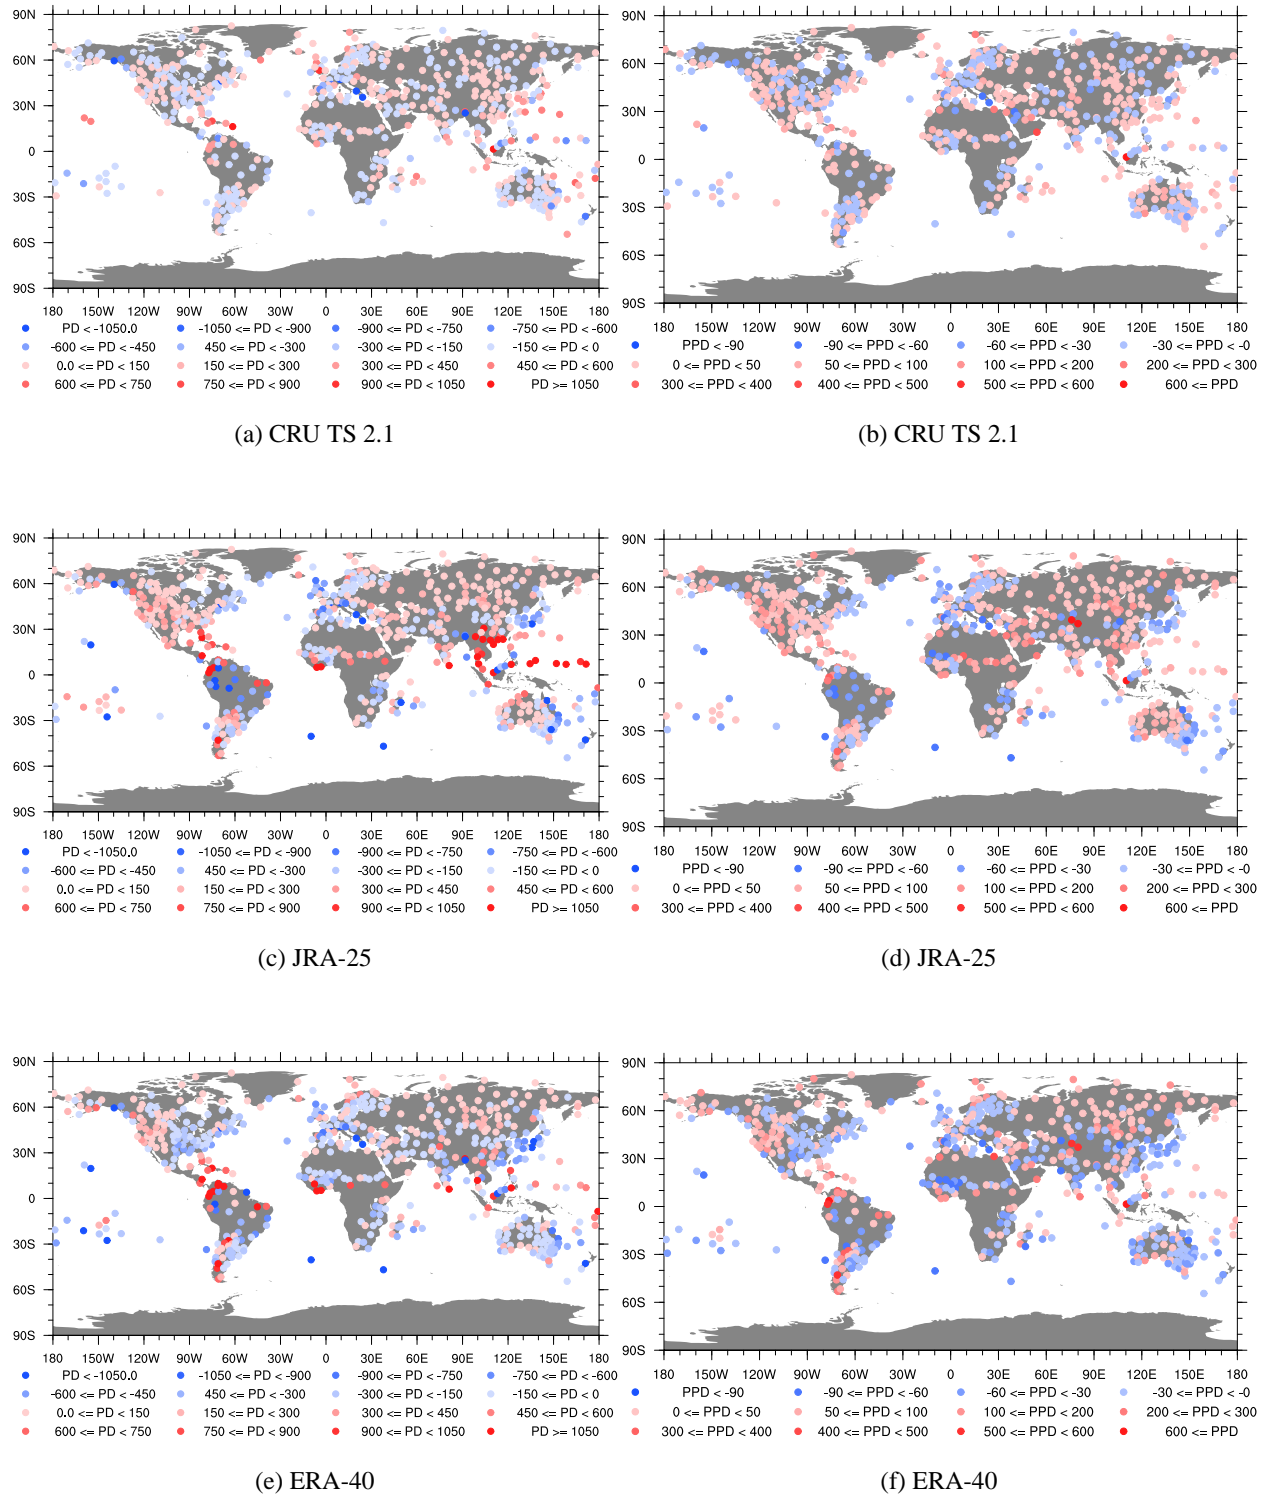 90N 90N
60N 60N
30N 30N
0 0
30S 30S
60S 60S
90S 90S
180 150W 120W 90W 60W 30W 0 30E 60E 90E 120E 150E 180 180 150W 120W 90W 60W 30W 0 30E 60E 90E 120E 150E 180
PD < -1050.0 -1050 <= PD < -900 -900 <= PD < -750 -750 <= PD < -600
-600 <= PD < -450 450 <= PD < -300 -300 <= PD < -150 -150 <= PD < 0
0.0 <= PD < 150 150 <= PD < 300 300 <= PD < 450 450 <= PD < 600
600 <= PD < 750 750 <= PD < 900 900 <= PD < 1050 PD >= 1050
PPD < -90 -90 <= PPD < -60 -60 <= PPD < -30 -30 <= PPD < -0
0 <= PPD < 50 50 <= PPD < 100 100 <= PPD < 200 200 <= PPD < 300
300 <= PPD < 400 400 <= PPD < 500 500 <= PPD < 600 600 <= PPD
(a) CRU TS 2.1 (b) CRU TS 2.1
90N 90N
60N 60N
30N 30N
0 0
30S 30S
60S 60S
90S 90S
180 150W 120W 90W 60W 30W 0 30E 60E 90E 120E 150E 180 180 150W 120W 90W 60W 30W 0 30E 60E 90E 120E 150E 180
PD < -1050.0 -1050 <= PD < -900 -900 <= PD < -750 -750 <= PD < -600
-600 <= PD < -450 450 <= PD < -300 -300 <= PD < -150 -150 <= PD < 0
0.0 <= PD < 150 150 <= PD < 300 300 <= PD < 450 450 <= PD < 600
600 <= PD < 750 750 <= PD < 900 900 <= PD < 1050 PD >= 1050
PPD < -90 -90 <= PPD < -60 -60 <= PPD < -30 -30 <= PPD < -0
0 <= PPD < 50 50 <= PPD < 100 100 <= PPD < 200 200 <= PPD < 300
300 <= PPD < 400 400 <= PPD < 500 500 <= PPD < 600 600 <= PPD
(c) JRA-25 (d) JRA-25
90N 90N
60N 60N
30N 30N
0 0
30S 30S
60S 60S
90S 90S
180 150W 120W 90W 60W 30W 0 30E 60E 90E 120E 150E 180 180 150W 120W 90W 60W 30W 0 30E 60E 90E 120E 150E 180
PD < -1050.0 -1050 <= PD < -900 -900 <= PD < -750 -750 <= PD < -600
-600 <= PD < -450 450 <= PD < -300 -300 <= PD < -150 -150 <= PD < 0
0.0 <= PD < 150 150 <= PD < 300 300 <= PD < 450 450 <= PD < 600
600 <= PD < 750 750 <= PD < 900 900 <= PD < 1050 PD >= 1050
PPD < -90 -90 <= PPD < -60 -60 <= PPD < -30 -30 <= PPD < -0
0 <= PPD < 50 50 <= PPD < 100 100 <= PPD < 200 200 <= PPD < 300
300 <= PPD < 400 400 <= PPD < 500 500 <= PPD < 600 600 <= PPD
(e) ERA-40 (f) ERA-40